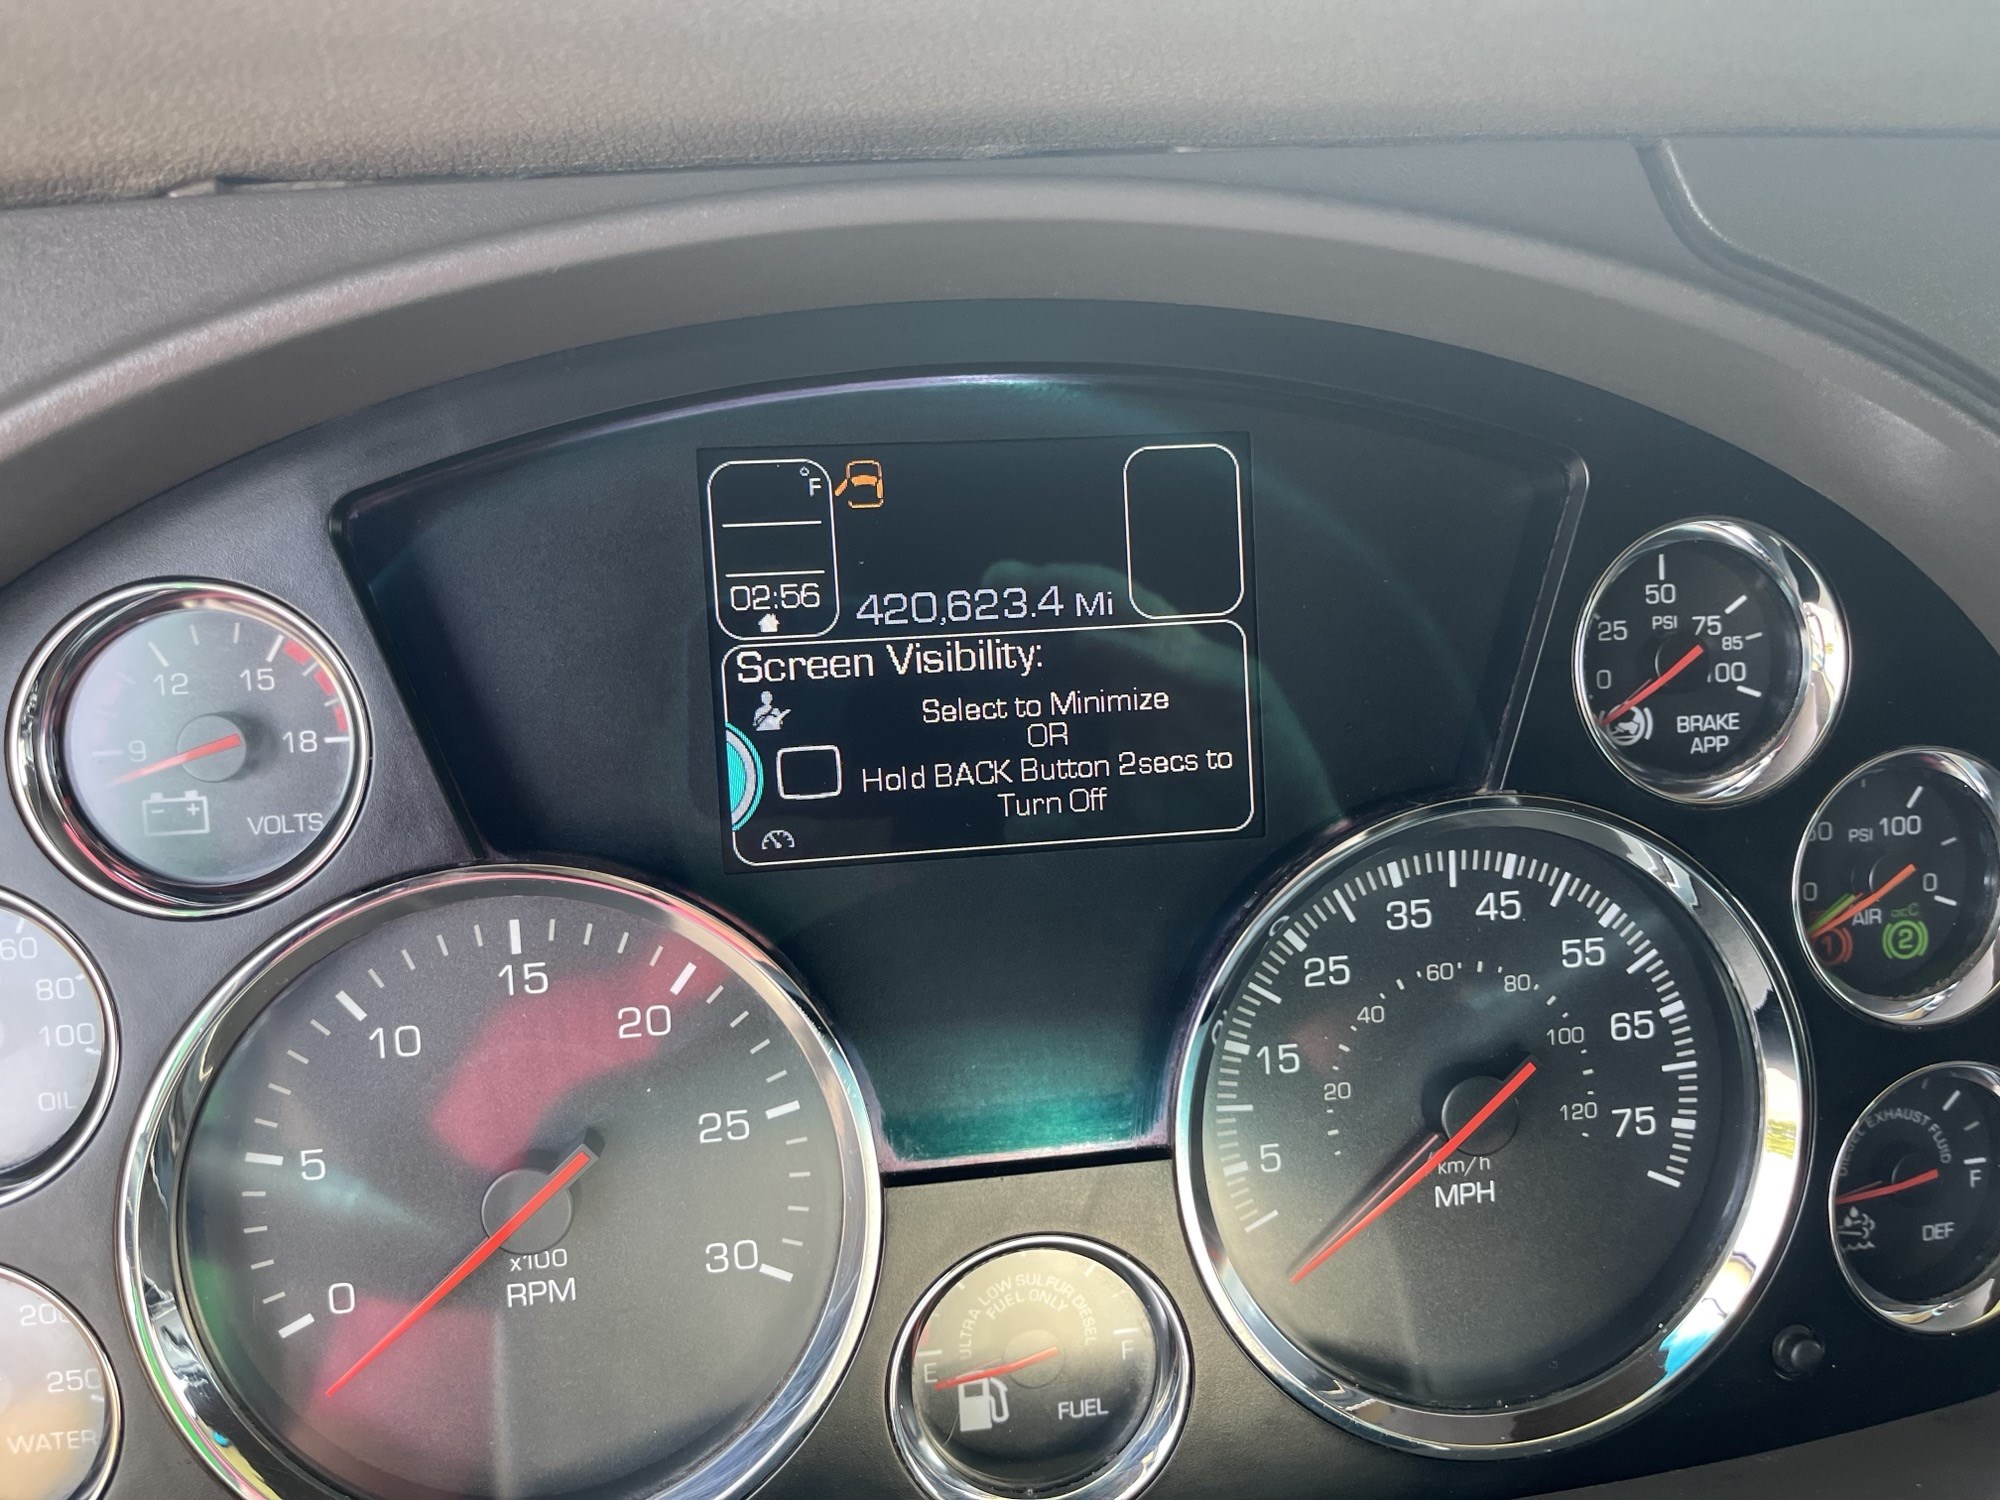 °F
02:56
420,623.4 Mi
Screen Visibility:
Select to Minimize
OR
Hold BACK Button 2secs to
Turn Off
9
12
15
18
VOLTS
60
80
100
OIL
250
WATER
0
5
10
15
20
25
30
x100
RPM
ULTRA LOW SULFUR DIESEL
FUEL ONLY
E
F
FUEL
5
15
25
35
45
55
65
75
20
40
60
80
100
120
km/h
MPH
0
25
50
75
85
PSI
BRAKE
APP
PSI
100
0
AIR
1
2
DIESEL EXHAUST FLUID
F
DEF